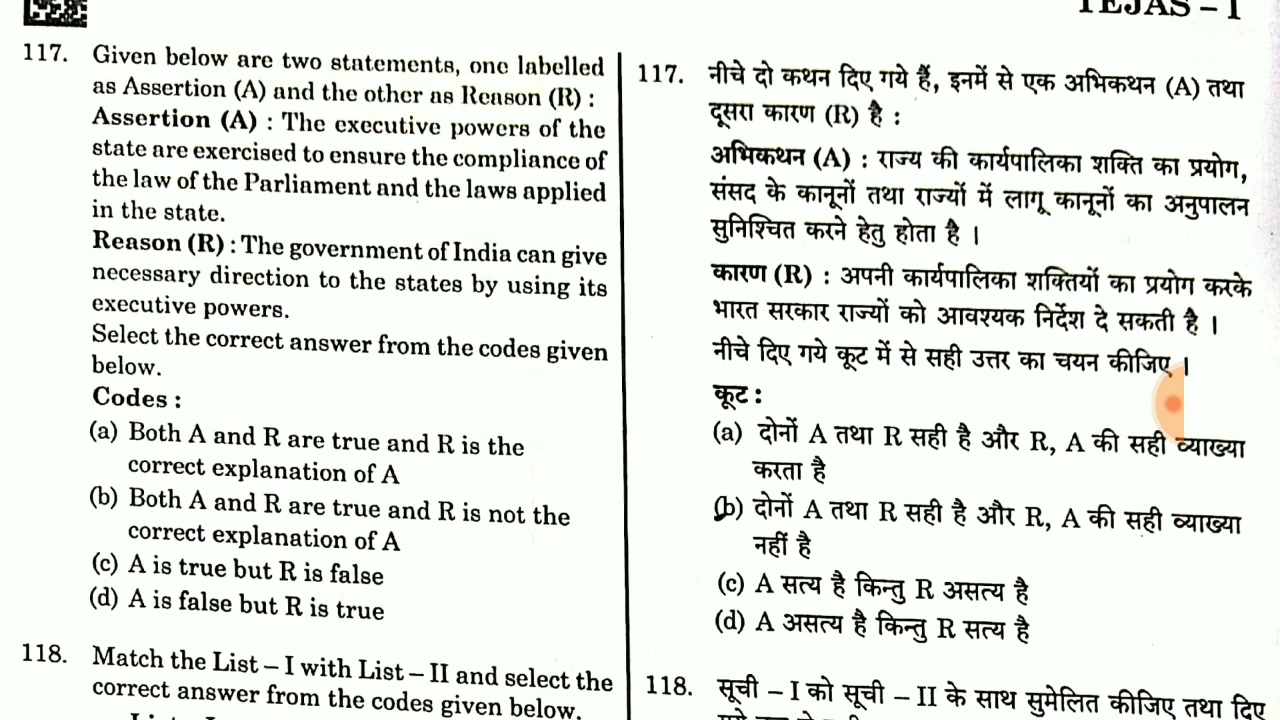 TEJAS – I
117. Given below are two statements, one labelled
as Assertion (A) and the other as Reason (R) :
Assertion (A) : The executive powers of the
state are exercised to ensure the compliance of
the law of the Parliament and the laws applied
in the state.
Reason (R) : The government of India can give
necessary direction to the states by using its
executive powers.
Select the correct answer from the codes given
below.
Codes :
(a) Both A and R are true and R is the
correct explanation of A
(b) Both A and R are true and R is not the
correct explanation of A
(c) A is true but R is false
(d) A is false but R is true
118. Match the List – I with List – II and select the
correct answer from the codes given below.
117. नीचे दो कथन दिए गये हैं, इनमें से एक अभिकथन (A) तथा
दूसरा कारण (R) है :
अभिकथन (A) : राज्य की कार्यपालिका शक्ति का प्रयोग,
संसद के कानूनों तथा राज्यों में लागू कानूनों का अनुपालन
सुनिश्चित करने हेतु होता है ।
कारण (R) : अपनी कार्यपालिका शक्तियों का प्रयोग करके
भारत सरकार राज्यों को आवश्यक निर्देश दे सकती है ।
नीचे दिए गये कूट में से सही उत्तर का चयन कीजिए ।
कूट :
(a) दोनों A तथा R सही है और R, A की सही व्याख्या
करता है
(b) दोनों A तथा R सही है और R, A की सही व्याख्या
नहीं है
(c) A सत्य है किन्तु R असत्य है
(d) A असत्य है किन्तु R सत्य है
118. सूची – I को सूची – II के साथ सुमेलित कीजिए तथा दिए